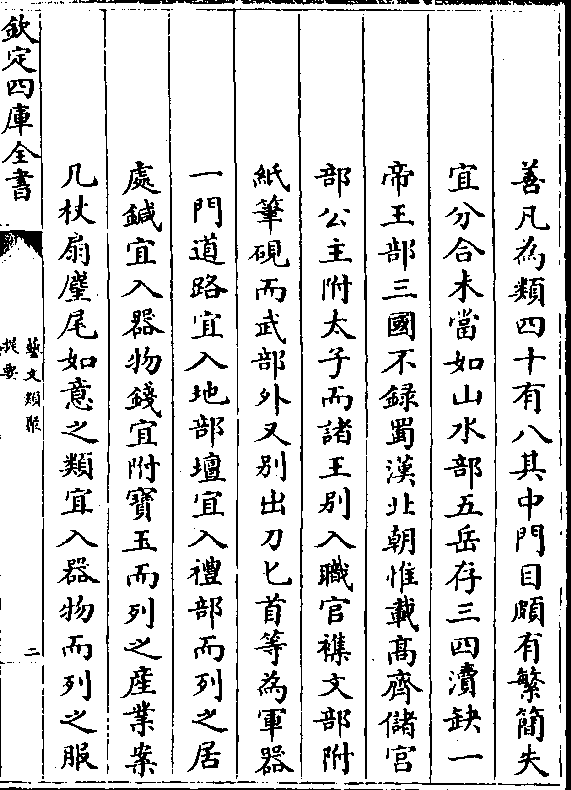 善凡為類四十有八其中門目頗有繁簡失
宜分合未當如山水部五岳存三四瀆缺一
帝王部三國不録蜀漢北朝惟載髙齊儲宫
部公主附太子而諸王别入職官襍文部附
紙筆硯而武部外又别出刀匕首等為軍器
一門道路宜入地部壇宜入禮部而列之居
處鍼宜入器物錢宜附寶玉而列之産業案
几杖扇麈尾如意之類宜入器物而列之服
欽定四庫全書
藝文類聚
提要
二